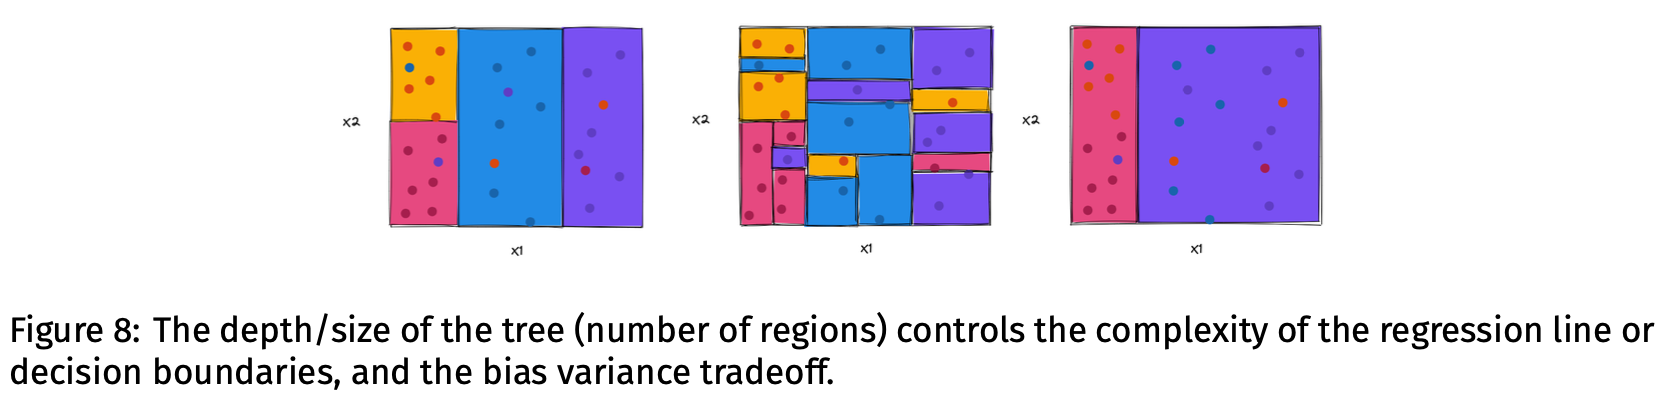 x2
x1
x2
x1
x2
x1
Figure 8: The depth/size of the tree (number of regions) controls the complexity of the regression line or
decision boundaries, and the bias variance tradeoff.